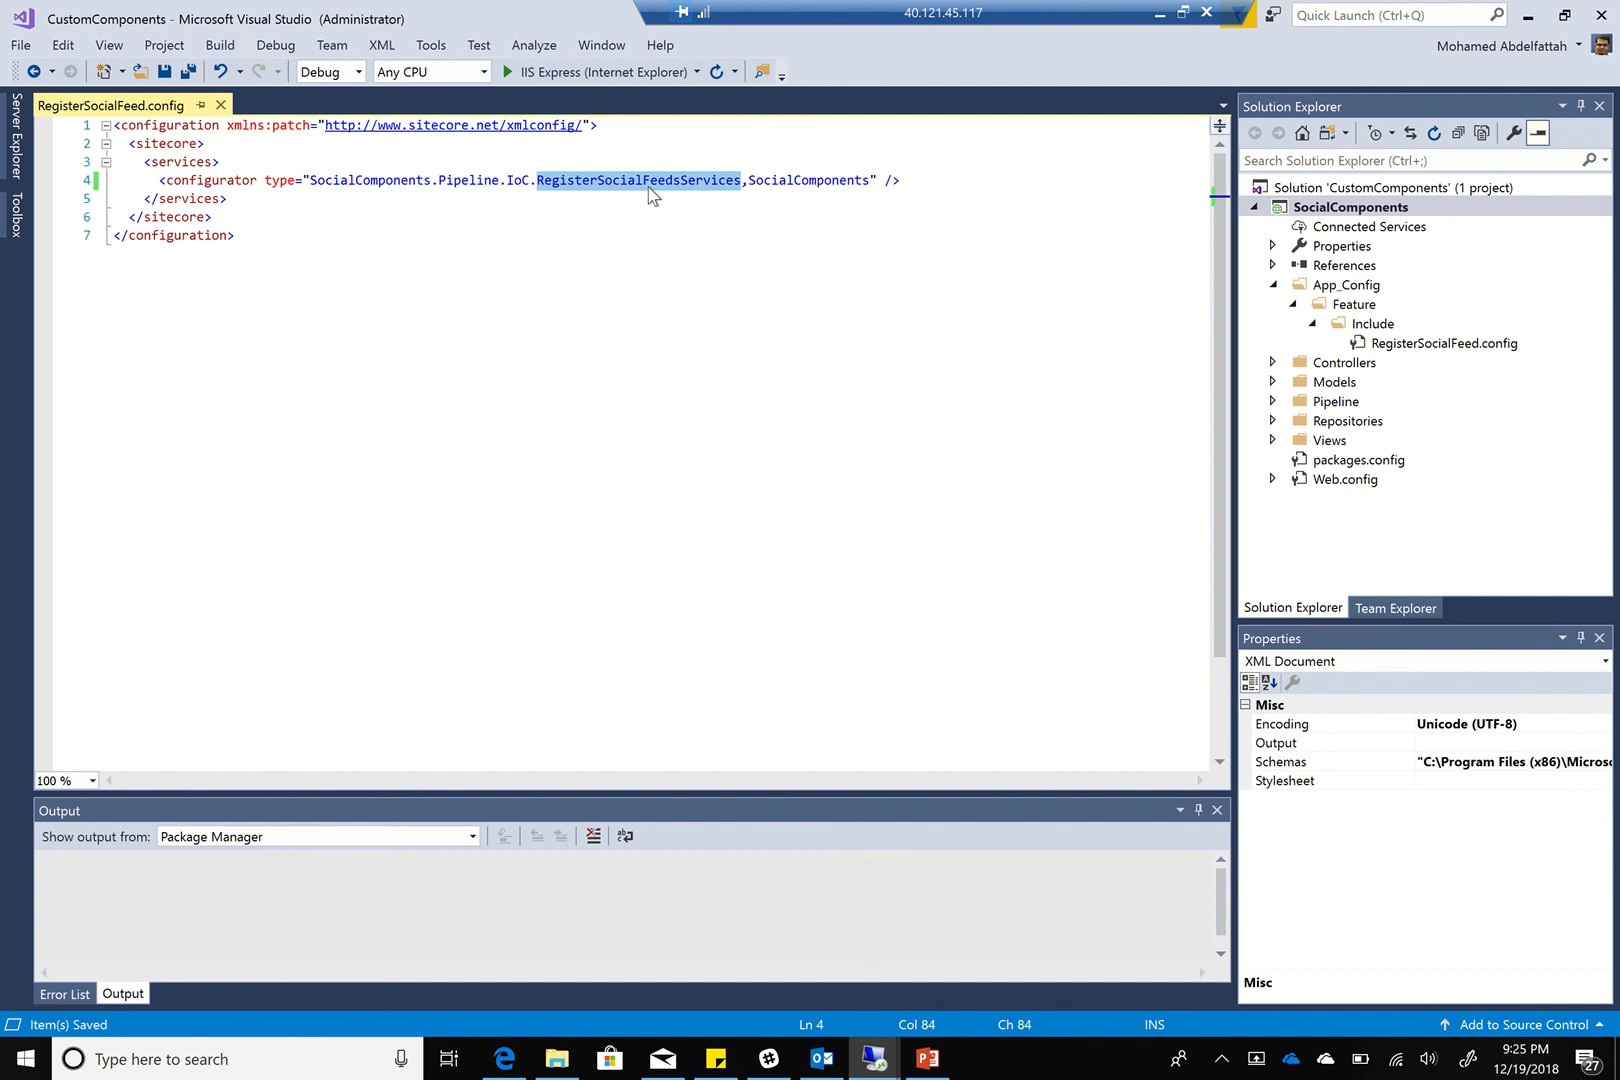 CustomComponents - Microsoft Visual Studio (Administrator)
40.121.45.117
Quick Launch (Ctrl+Q)
File Edit View Project Build Debug Team XML Tools Test Analyze Window Help
Mohamed Abdelfattah
Debug Any CPU IIS Express (Internet Explorer)
Server Explorer
Toolbox
RegisterSocialFeed.config
1 <configuration xmlns:patch="http://www.sitecore.net/xmlconfig/">
2 <sitecore>
3 <services>
4 <configurator type="SocialComponents.Pipeline.IoC.RegisterSocialFeedsServices,SocialComponents" />
5 </services>
6 </sitecore>
7 </configuration>
100 %
Solution Explorer
Search Solution Explorer (Ctrl+;)
Solution 'CustomComponents' (1 project)
SocialComponents
Connected Services
Properties
References
App_Config
Feature
Include
RegisterSocialFeed.config
Controllers
Models
Pipeline
Repositories
Views
packages.config
Web.config
Solution Explorer Team Explorer
Properties
XML Document
Misc
Encoding Unicode (UTF-8)
Output
Schemas "C:\Program Files (x86)\Micros
Stylesheet
Misc
Output
Show output from: Package Manager
Error List Output
Item(s) Saved Ln 4 Col 84 Ch 84 INS Add to Source Control
Type here to search
9:25 PM
12/19/2018
27